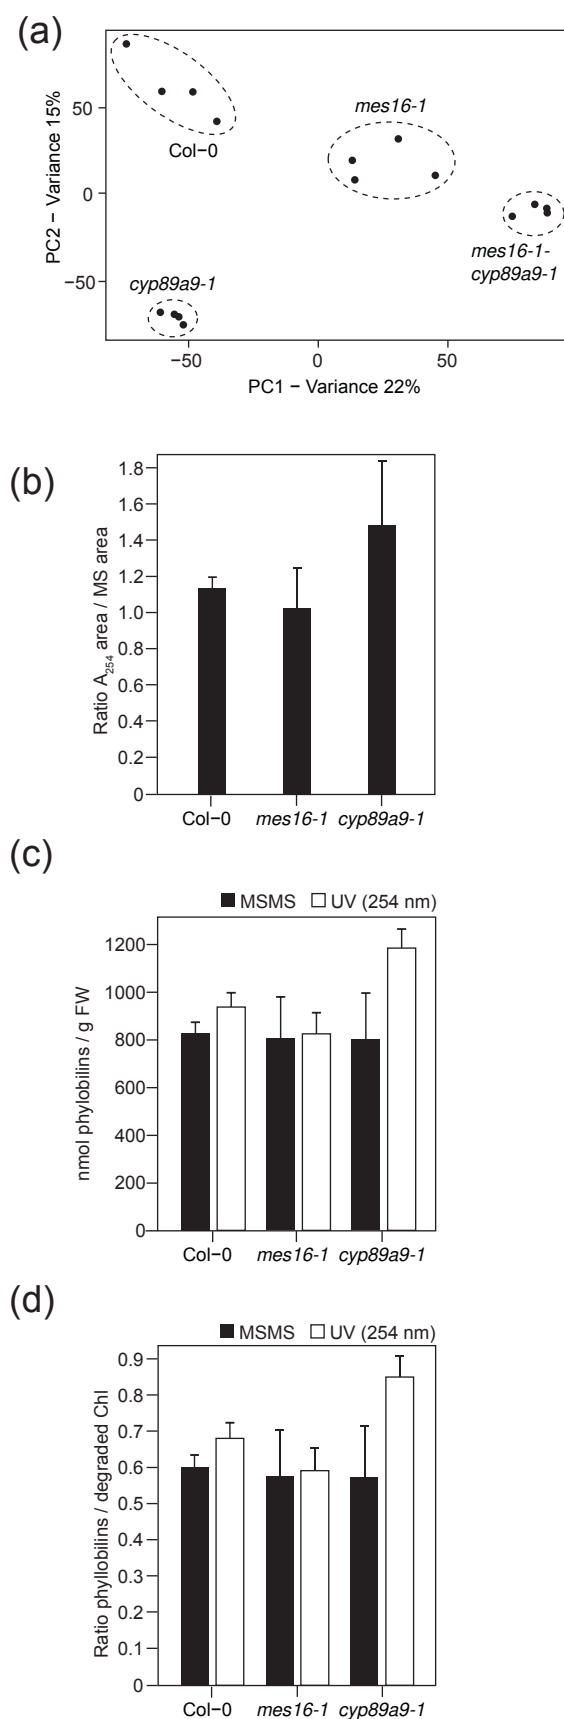 (a)
PC2 − Variance 15%
50
0
−50
Col−0
mes16-1
mes16-1-
cyp89a9-1
cyp89a9-1
−50 0 50
PC1 − Variance 22%
(b)
Ratio A254 area / MS area
1.8
1.6
1.4
1.2
1.0
0.8
0.6
0.4
0.2
0
Col−0 mes16-1 cyp89a9-1
(c)
MSMS UV (254 nm)
nmol phylobilins / g FW
1200
1000
800
600
400
200
0
Col−0 mes16-1 cyp89a9-1
(d)
MSMS UV (254 nm)
Ratio phyllobilins / degraded Chl
0.9
0.8
0.7
0.6
0.5
0.4
0.3
0.2
0.1
0
Col−0 mes16-1 cyp89a9-1